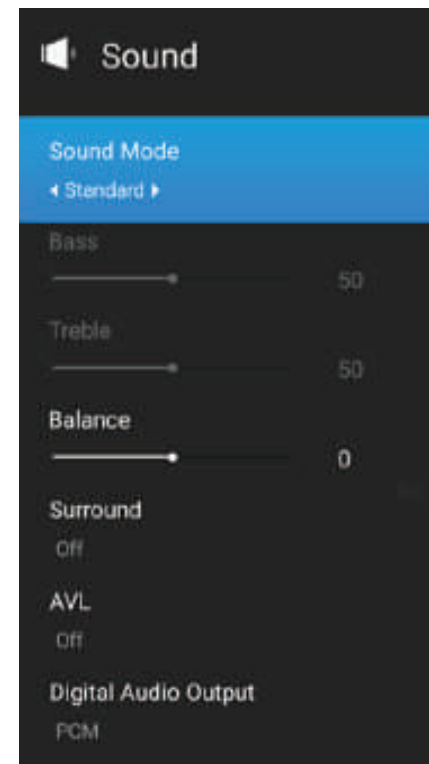 Sound
Sound Mode
Standard
Bass
50
Treble
50
Balance
0
Surround
Off
AVL
Off
Digital Audio Output
PCM